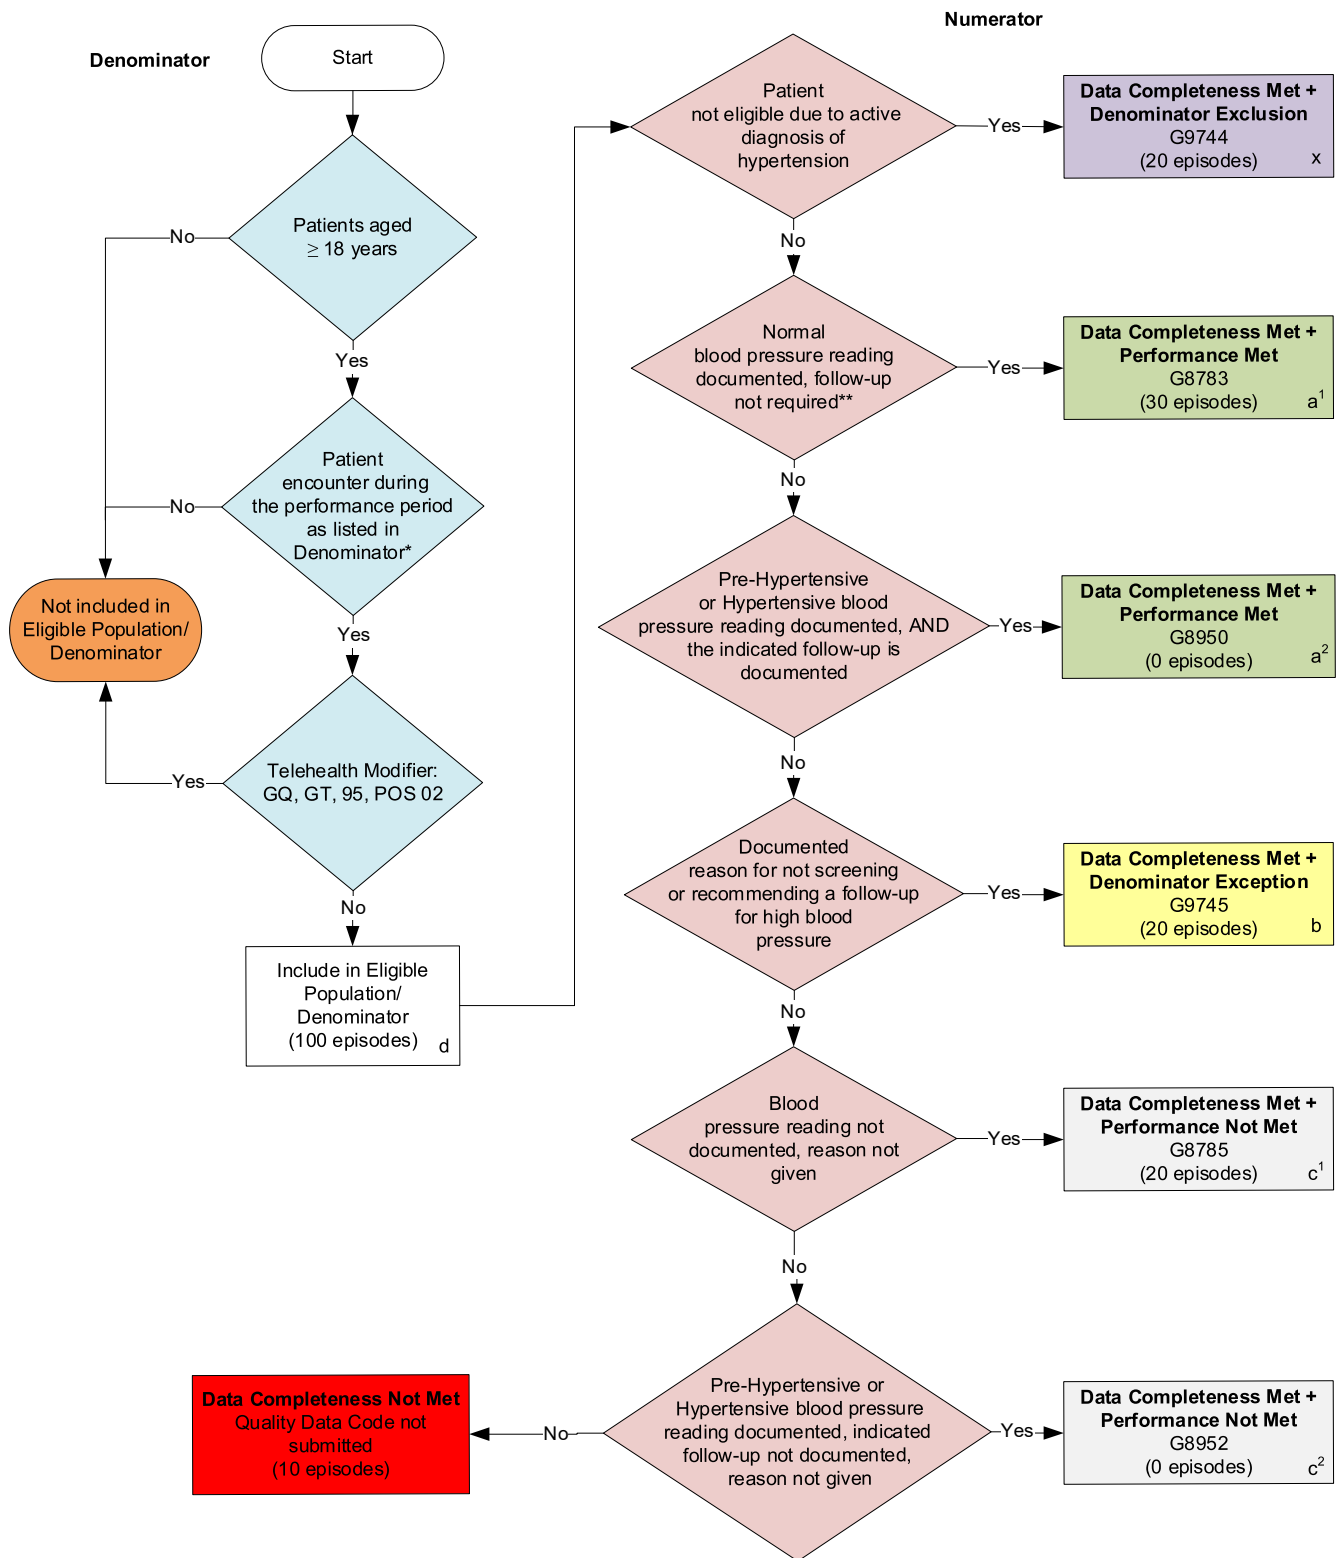 Denominator
Start
Patients aged
≥ 18 years
No
Yes
Patient
encounter during
the performance period
as listed in
Denominator*
No
Yes
Not included in
Eligible Population/
Denominator
Telehealth Modifier:
GQ, GT, 95, POS 02
Yes
No
Include in Eligible
Population/
Denominator
(100 episodes)
d
Numerator
Patient
not eligible due to active
diagnosis of
hypertension
Yes
Data Completeness Met +
Denominator Exclusion
G9744
(20 episodes)
x
No
Normal
blood pressure reading
documented, follow-up
not required**
Yes
Data Completeness Met +
Performance Met
G8783
(30 episodes)
a¹
No
Pre-Hypertensive
or Hypertensive blood
pressure reading documented, AND
the indicated follow-up is
documented
Yes
Data Completeness Met +
Performance Met
G8950
(0 episodes)
a²
No
Documented
reason for not screening
or recommending a follow-up
for high blood
pressure
Yes
Data Completeness Met +
Denominator Exception
G9745
(20 episodes)
b
No
Blood
pressure reading not
documented, reason not
given
Yes
Data Completeness Met +
Performance Not Met
G8785
(20 episodes)
c¹
No
Pre-Hypertensive or
Hypertensive blood pressure
reading documented, indicated
follow-up not documented,
reason not given
Yes
Data Completeness Met +
Performance Not Met
G8952
(0 episodes)
c²
No
Data Completeness Not Met
Quality Data Code not
submitted
(10 episodes)